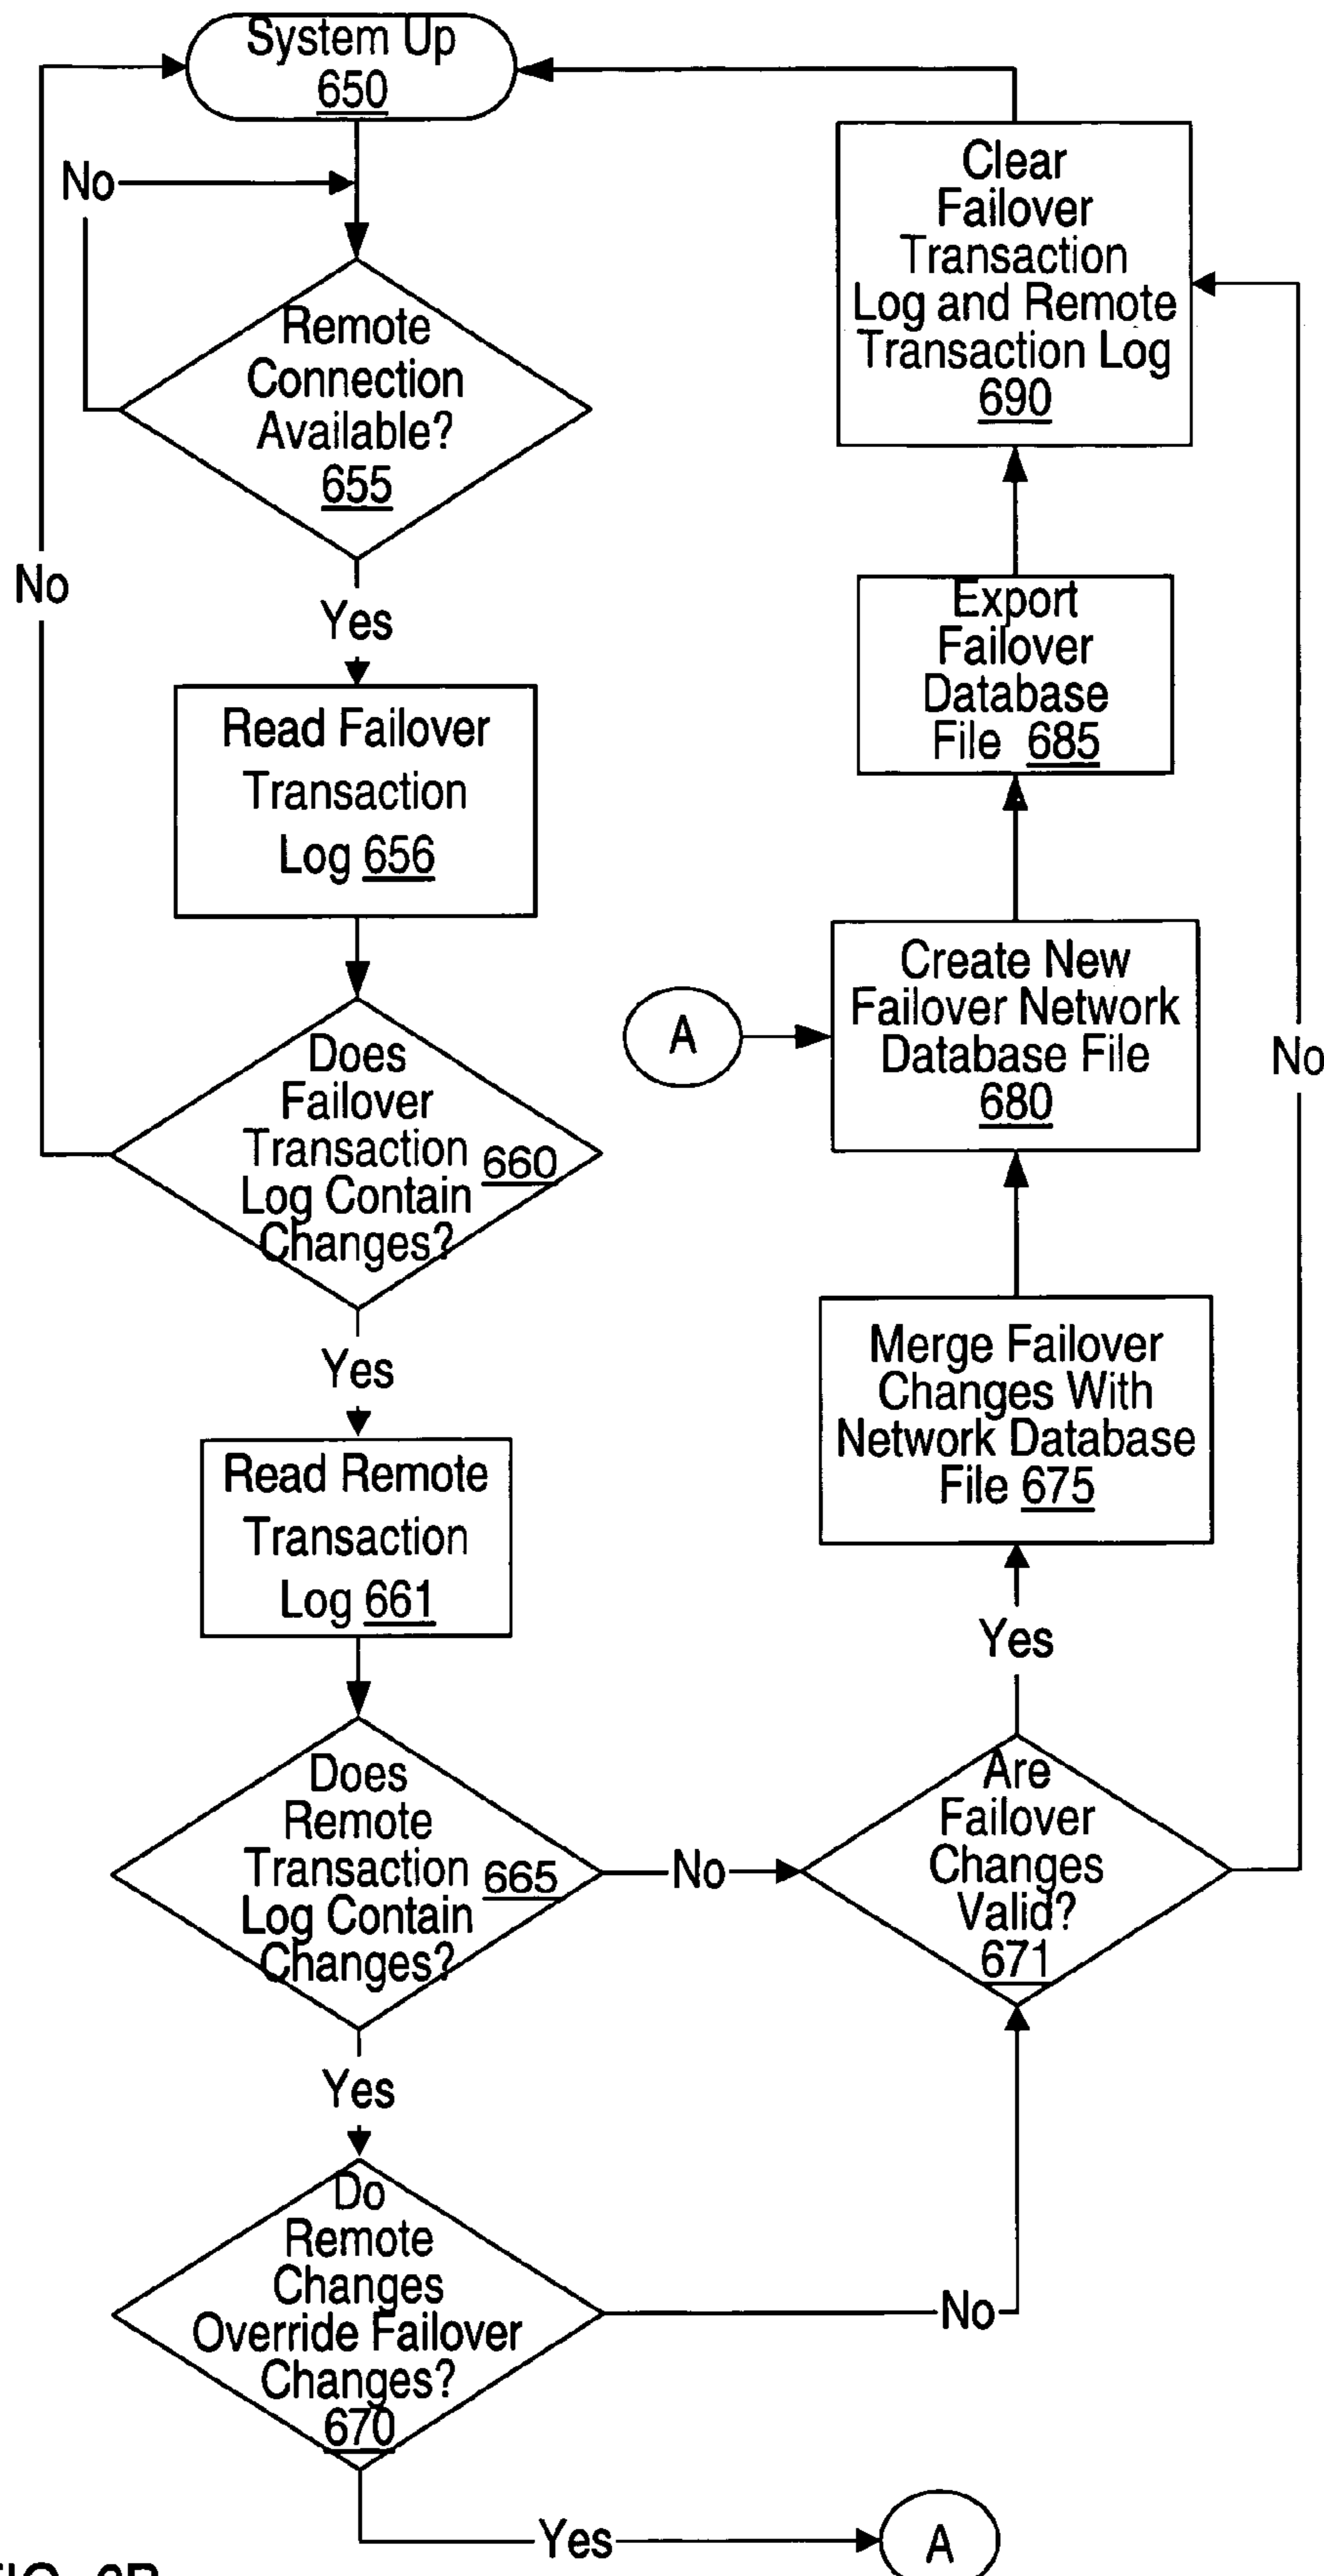 System Up
650
No
Remote
Connection
Available?
655
No
Yes
Read Failover
Transaction
Log 656
Does
Failover
Transaction 660
Log Contain
Changes?
Yes
Read Remote
Transaction
Log 661
Does
Remote
Transaction 665
Log Contain
Changes?
No
Yes
Do
Remote
Changes
Override Failover
Changes?
670
No
Yes
A
Clear
Failover
Transaction
Log and Remote
Transaction Log
690
Export
Failover
Database
File 685
A
Create New
Failover Network
Database File
680
No
Merge Failover
Changes With
Network Database
File 675
Yes
Are
Failover
Changes
Valid?
671